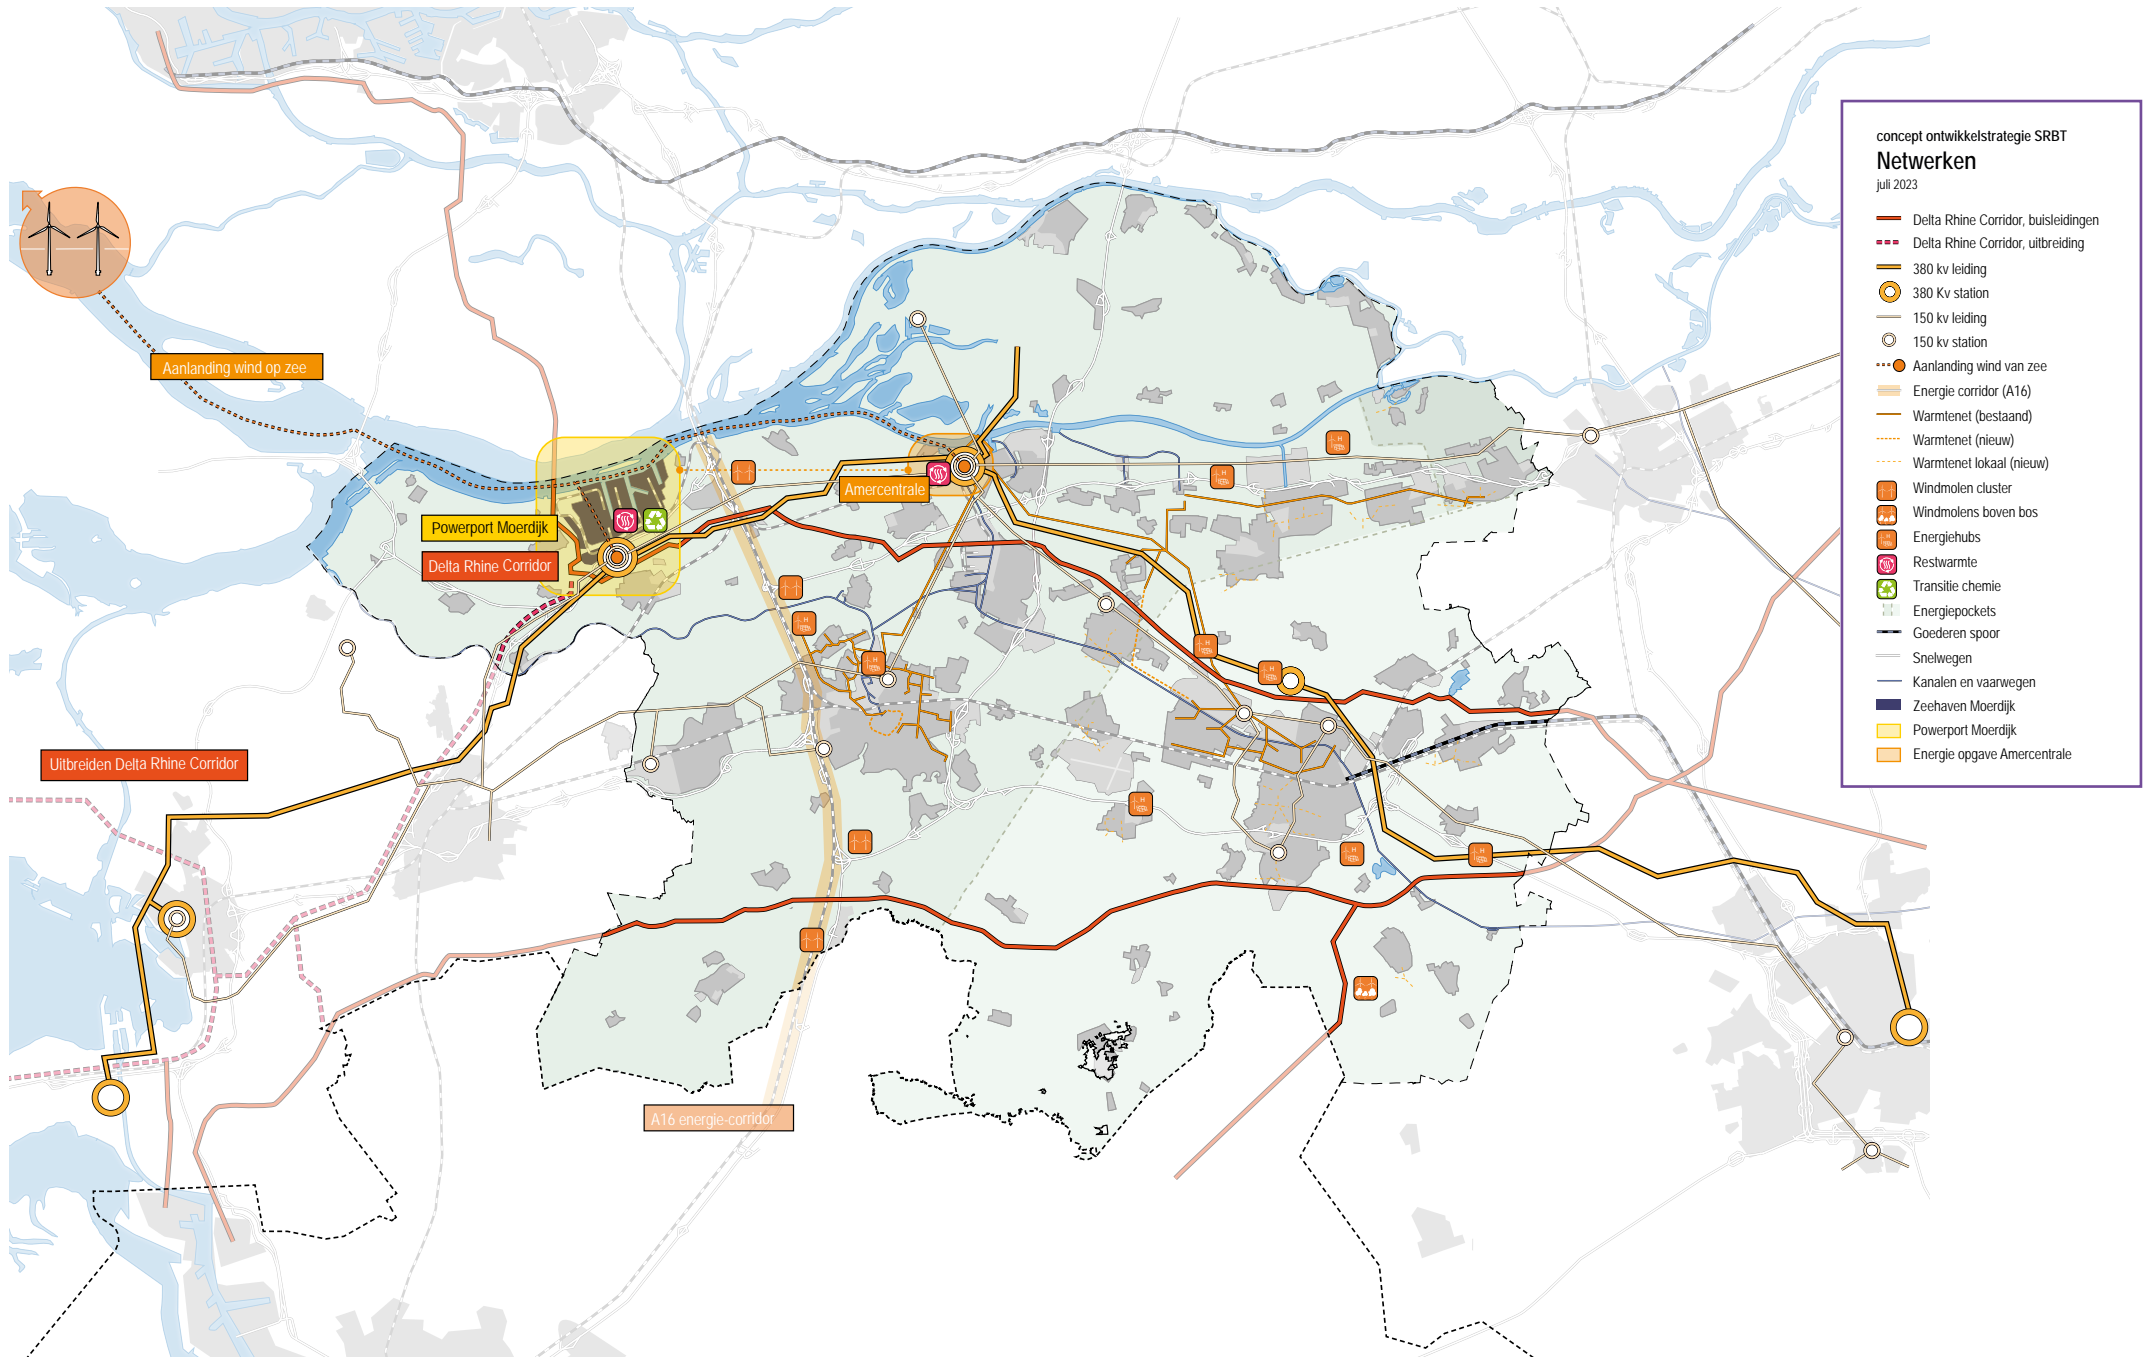 concept ontwikkelstrategie SRBT
Netwerken
juli 2023
Delta Rhine Corridor, buisleidingen
Delta Rhine Corridor, uitbreiding
380 kv leiding
380 Kv station
150 kv leiding
150 kv station
Aanlanding wind van zee
Energie corridor (A16)
Warmtenet (bestaand)
Warmtenet (nieuw)
Warmtenet lokaal (nieuw)
Windmolen cluster
Windmolens boven bos
Energiehubs
Restwarmte
Transitie chemie
Energiepockets
Goederen spoor
Snelwegen
Kanalen en vaarwegen
Zeehaven Moerdijk
Powerport Moerdijk
Energie opgave Amercentrale
Aanlanding wind op zee
Amercentrale
Powerport Moerdijk
Delta Rhine Corridor
Uitbreiden Delta Rhine Corridor
A16 energie-corridor